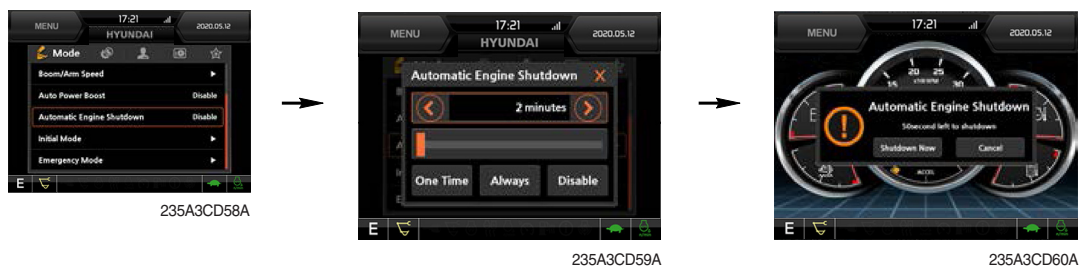 MENU
17:21
2020.05.12
HYUNDAI
Mode
Boom/Arm Speed
Auto Power Boost Disable
Automatic Engine Shutdown Disable
Initial Mode
Emergency Mode
E
235A3CD58A
MENU
17:21
2020.05.12
HYUNDAI
Automatic Engine Shutdown X
2 minutes
One Time Always Disable
E
235A3CD59A
MENU
17:21
2020.05.12
15 20 25 30
Automatic Engine Shutdown
50second left to shutdown
Shutdown Now Cancel
ACCEL
E
235A3CD60A